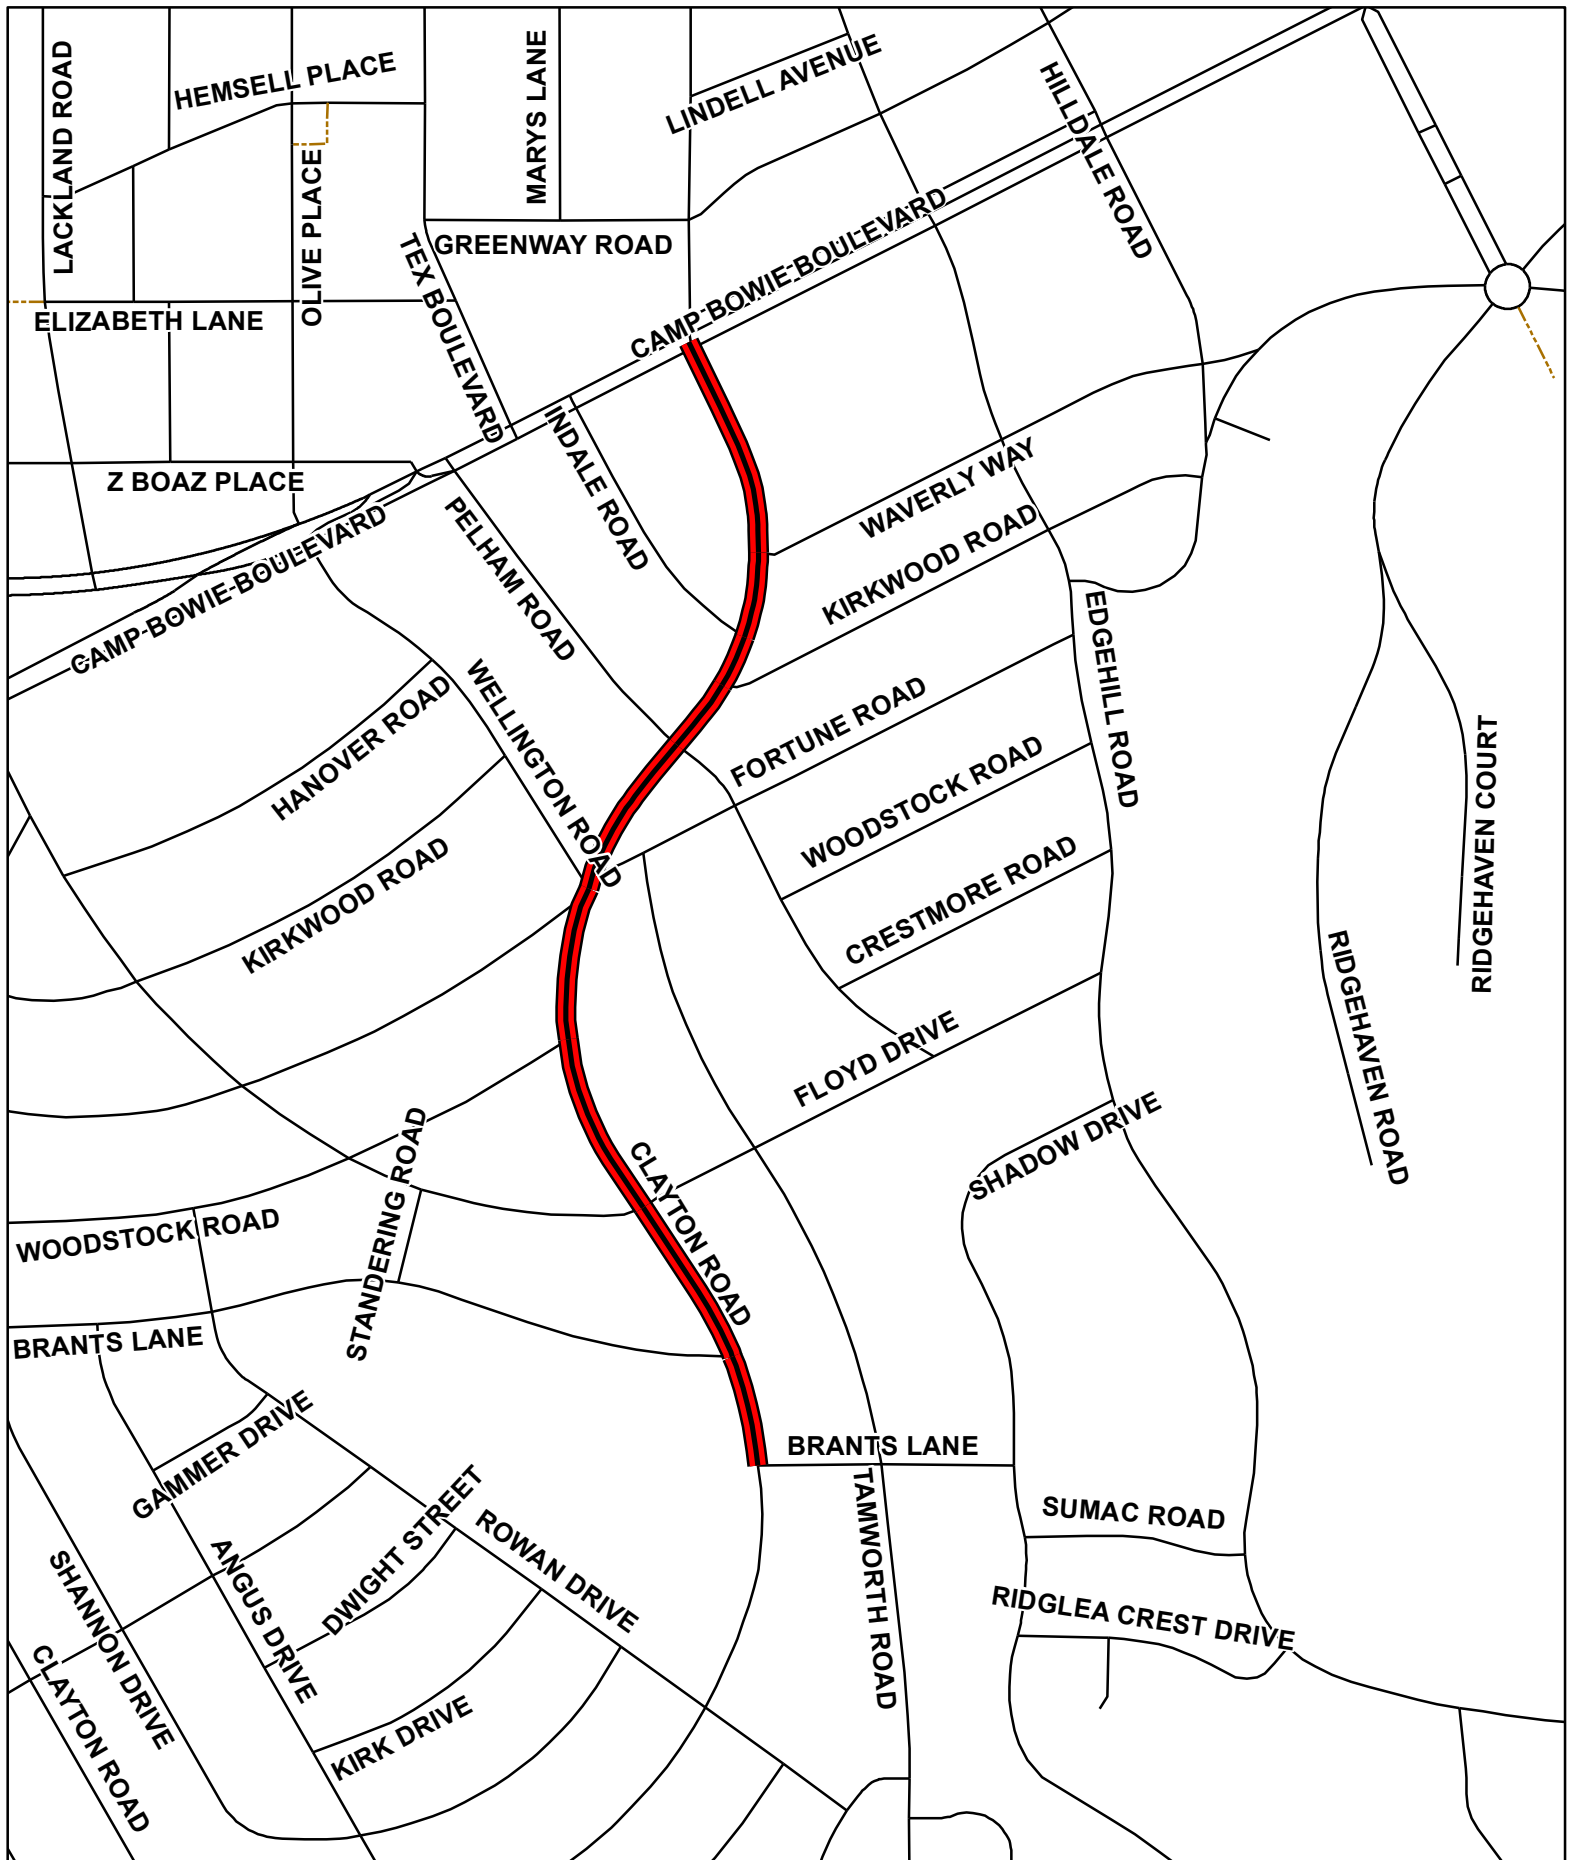 LACKLAND ROAD
HEMSELL PLACE
MARYS LANE
LINDELL AVENUE
HILLDALE ROAD
OLIVE PLACE
TEX BOULEVARD
GREENWAY ROAD
CAMP BOWIE BOULEVARD
ELIZABETH LANE
INDALE ROAD
Z BOAZ PLACE
PELHAM ROAD
WAVERLY WAY
KIRKWOOD ROAD
CAMP BOWIE BOULEVARD
EDGEHILL ROAD
HANOVER ROAD
WELLINGTON ROAD
FORTUNE ROAD
WOODSTOCK ROAD
RIDGEHAVEN COURT
KIRKWOOD ROAD
CRESTMORE ROAD
RIDGEHAVEN ROAD
FLOYD DRIVE
SHADOW DRIVE
STANDERING ROAD
CLAYTON ROAD
WOODSTOCK ROAD
BRANTS LANE
GAMMER DRIVE
BRANTS LANE
TAMWORTH ROAD
SUMAC ROAD
DWIGHT STREET
ROWAN DRIVE
ANGUS DRIVE
SHANNON DRIVE
RIDGLEA CREST DRIVE
CLAYTON ROAD
KIRK DRIVE